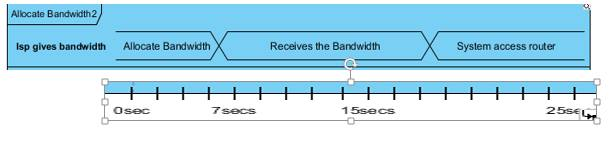 Allocate Bandwidth2
Isp gives bandwidth Allocate Bandwidth Receives the Bandwidth System access router
0sec 7secs 15secs